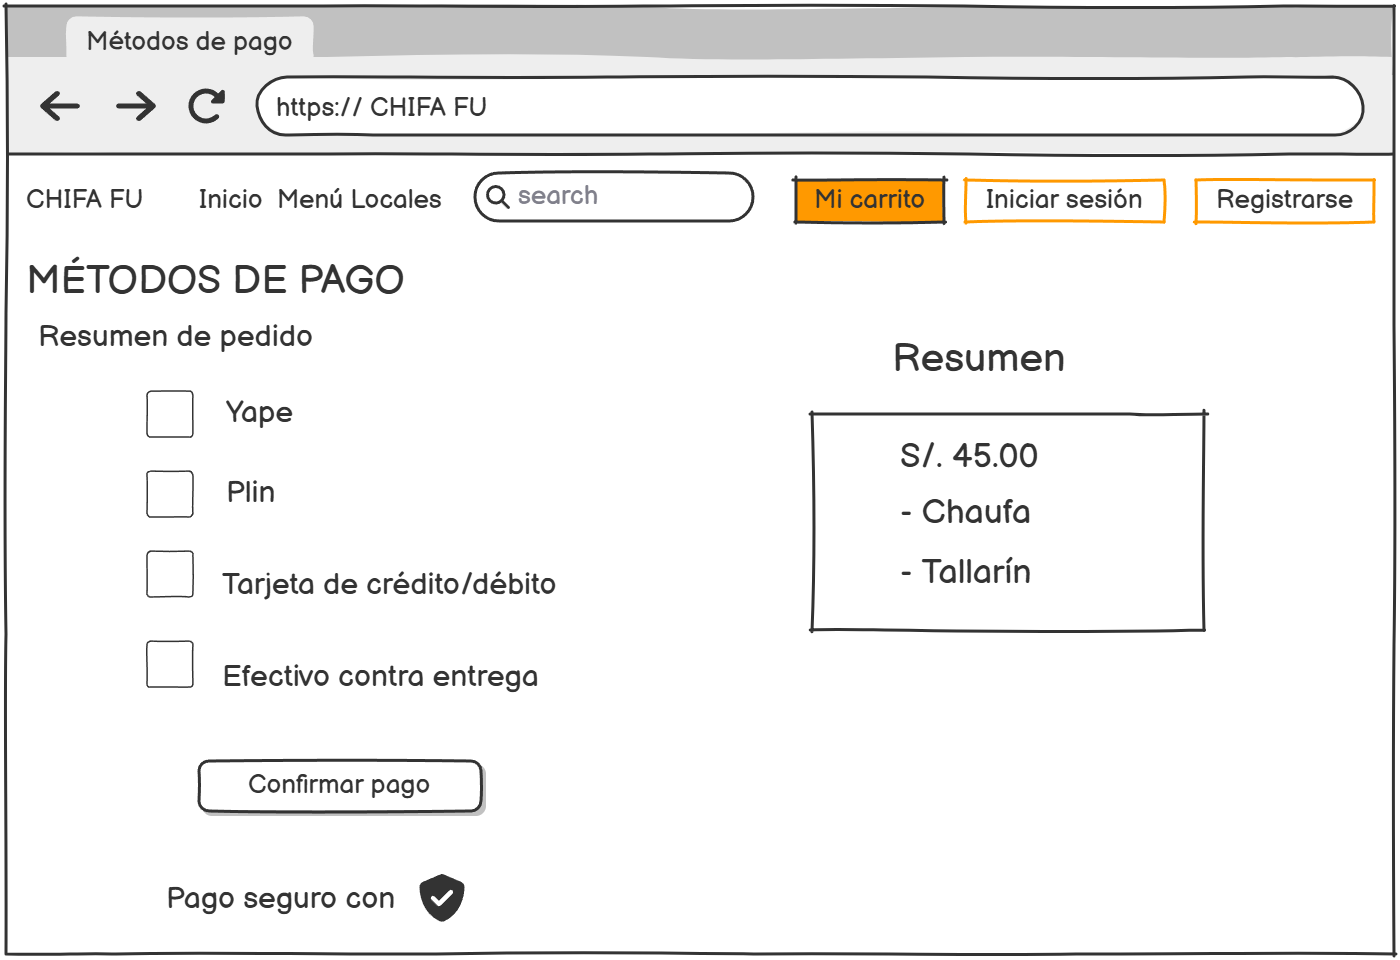 Métodos de pago
https:// CHIFA FU
CHIFA FU Inicio Menú Locales search Mi carrito Iniciar sesión Registrarse
MÉTODOS DE PAGO
Resumen de pedido
Yape
Plin
Tarjeta de crédito/débito
Efectivo contra entrega
Confirmar pago
Pago seguro con
Resumen
S/. 45.00
- Chaufa
- Tallarín